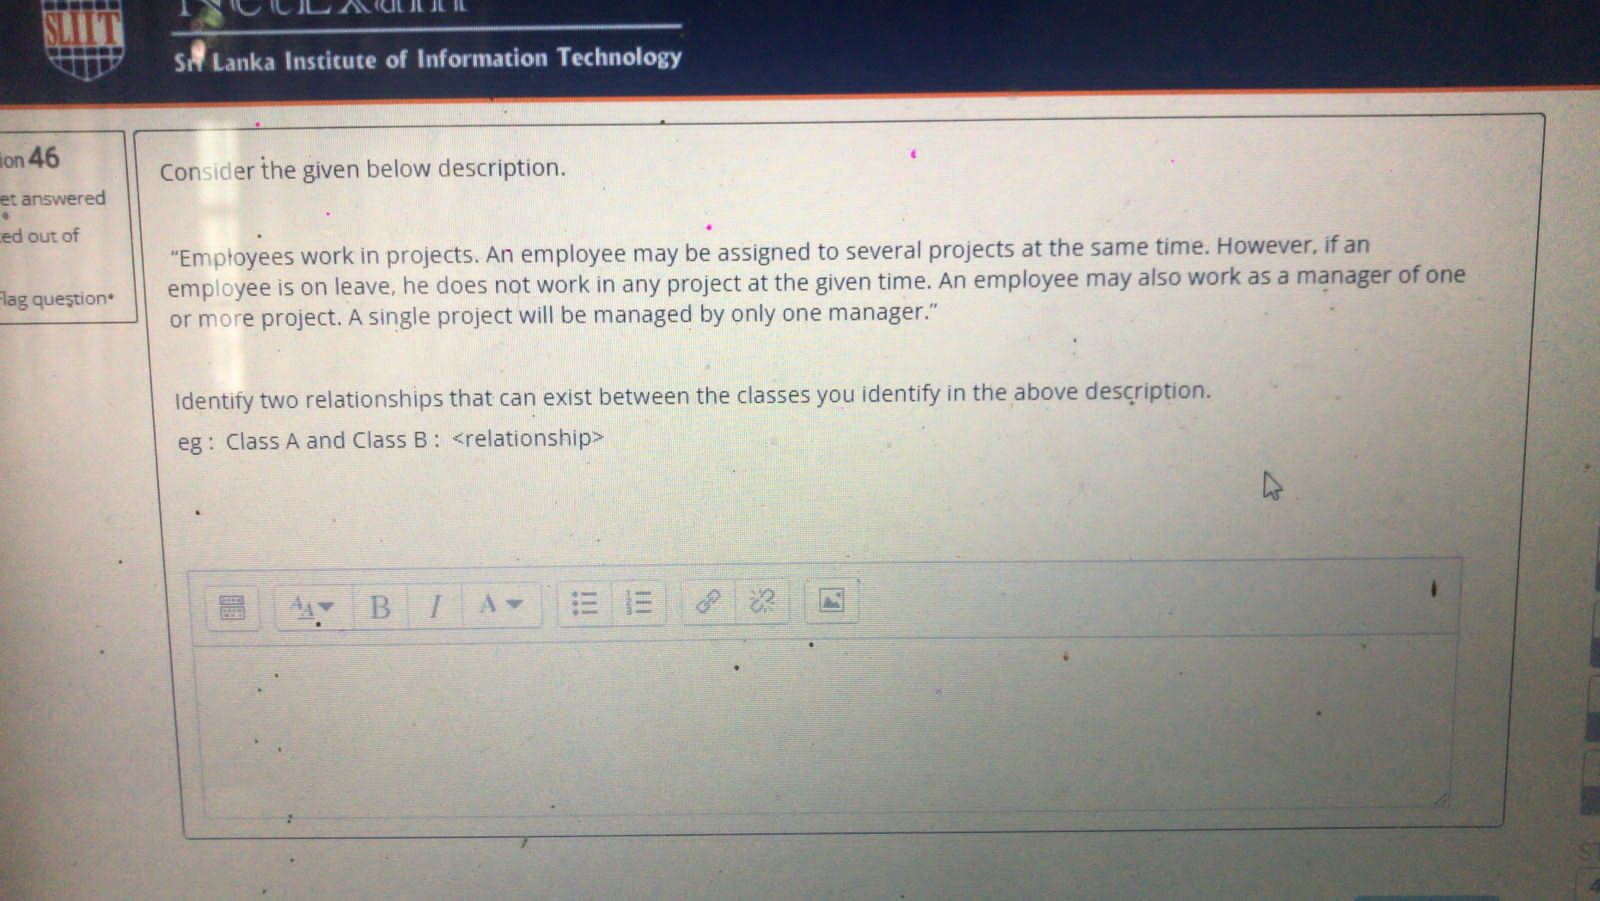 SLIIT
NetExam
Sri Lanka Institute of Information Technology
ion 46
et answered
ed out of
Flag question
Consider the given below description.
“Employees work in projects. An employee may be assigned to several projects at the same time. However, if an
employee is on leave, he does not work in any project at the given time. An employee may also work as a manager of one
or more project. A single project will be managed by only one manager.”
Identify two relationships that can exist between the classes you identify in the above description.
eg : Class A and Class B : <relationship>
B I A